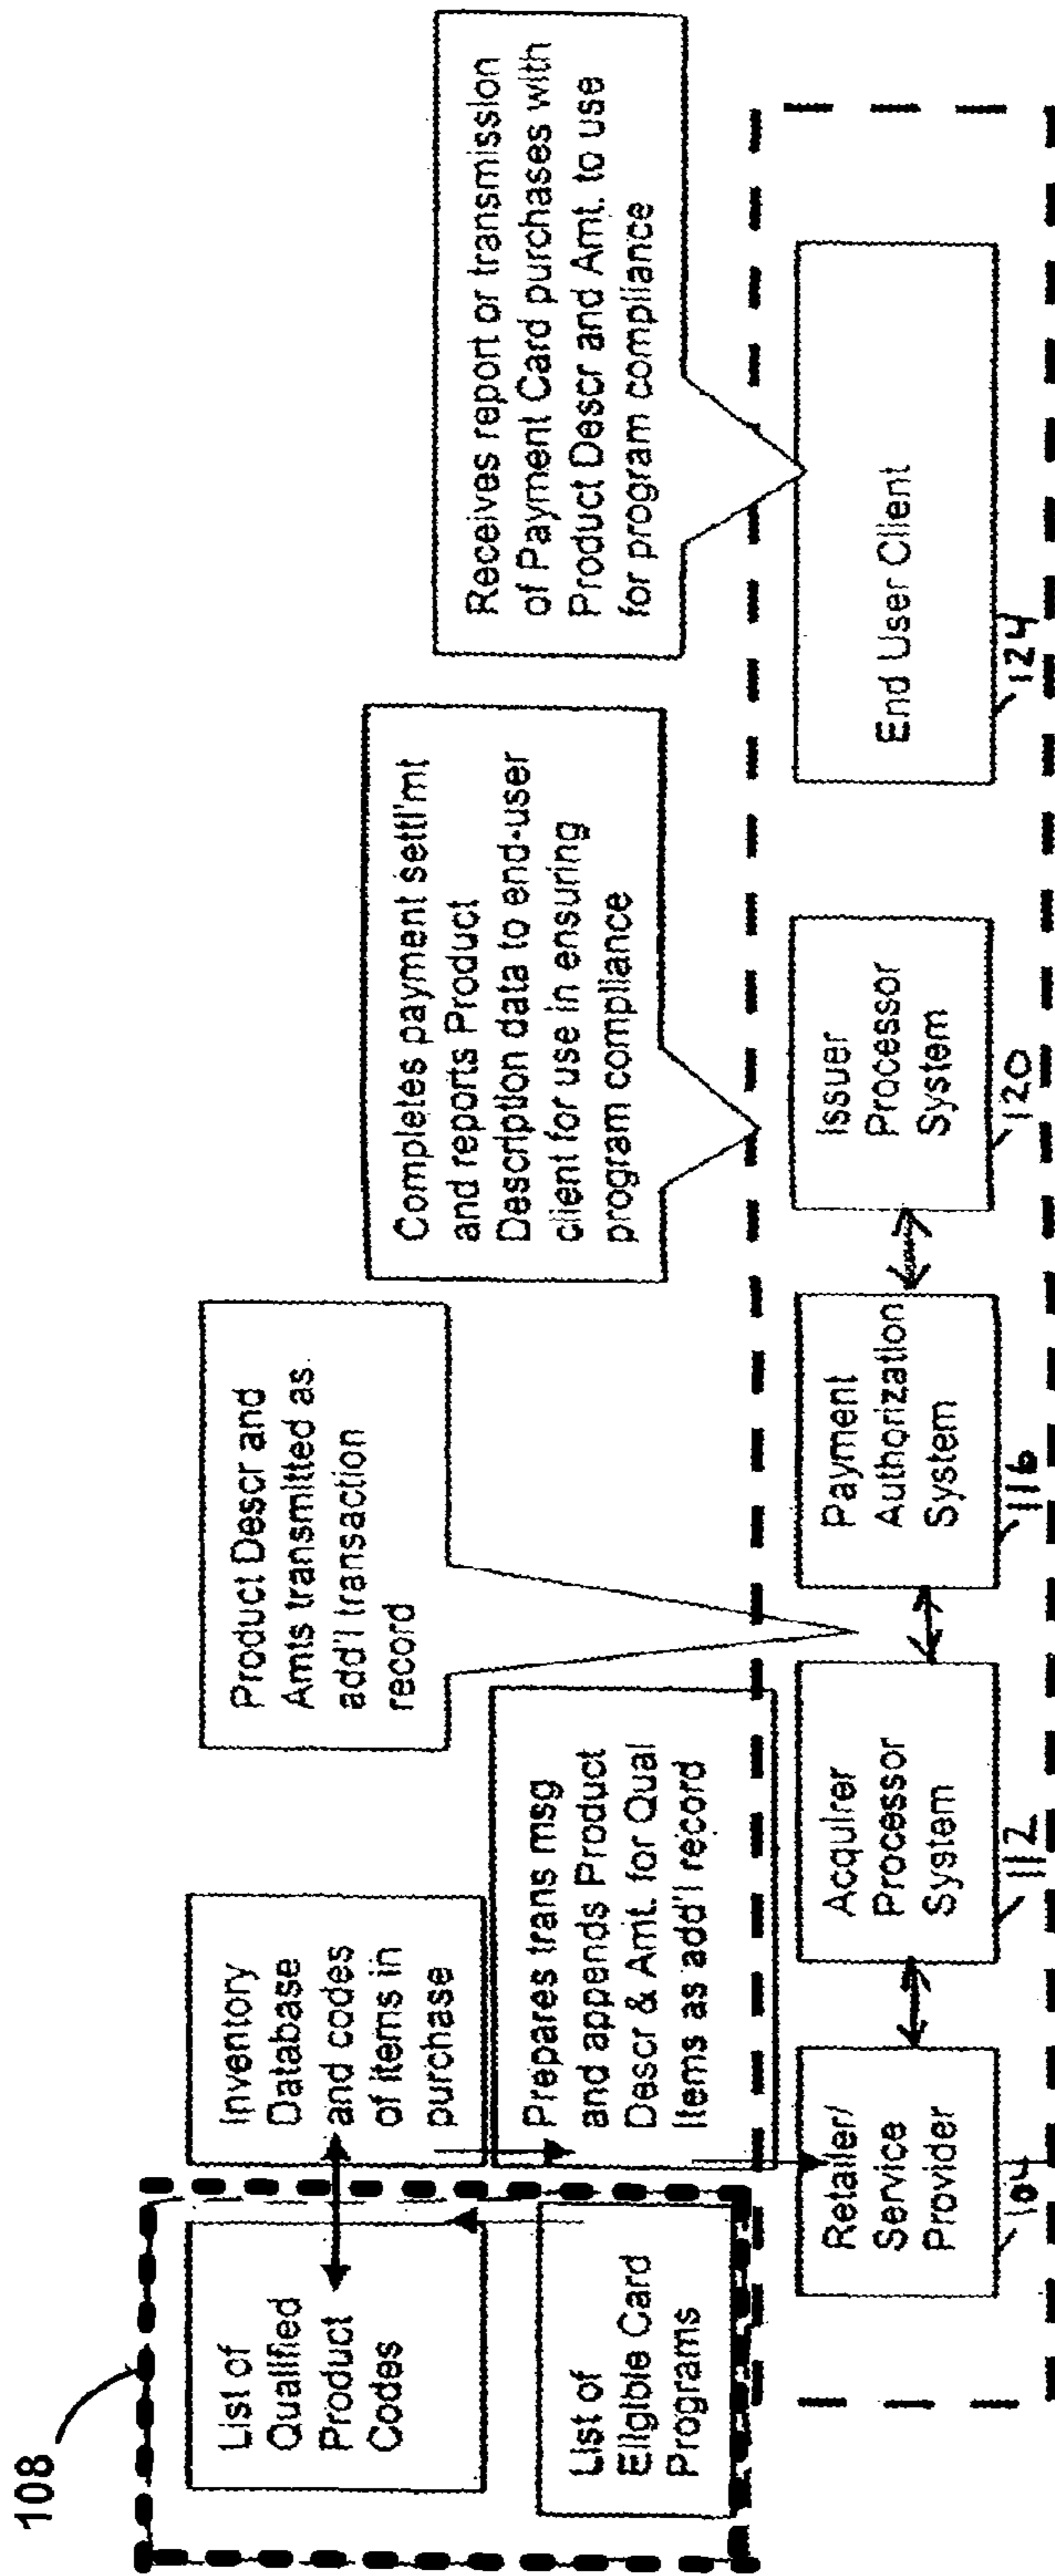 108
List of
Qualified
Product
Codes
List of
Eligible Card
Programs
Inventory
Database
and codes
of items in
purchase
Prepares trans msg
and appends Product
Descr & Amt. for Qual
Items as add'l record
Product Descr and
Amts transmitted as
add'l transaction
record
Completes payment settl'mt
and reports Product
Description data to end-user
client for use in ensuring
program compliance
Receives report or transmission
of Payment Card purchases with
Product Descr and Amt. to use
for program compliance
Retailer/
Service
Provider
104
Acquirer
Processor
System
112
Payment
Authorization
System
116
Issuer
Processor
System
120
End User Client
124